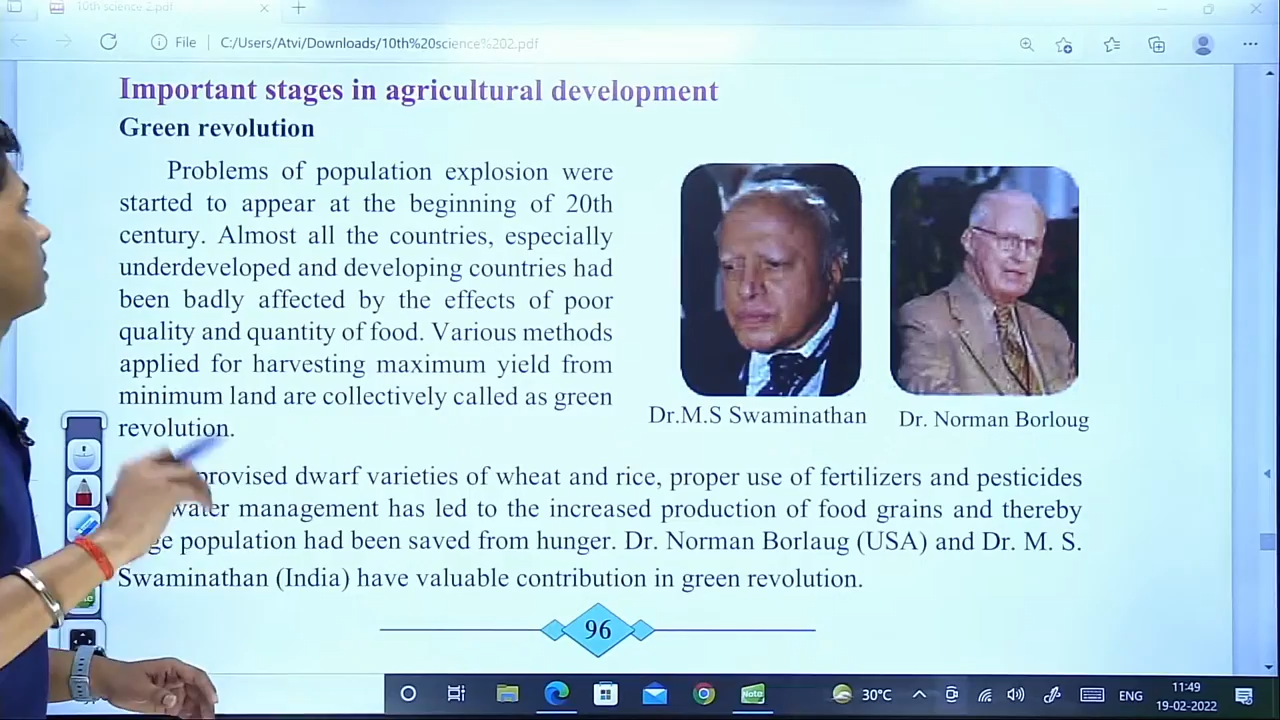 10th science 2.pdf
File C:/Users/Atvi/Downloads/10th%20science%202.pdf
Important stages in agricultural development
Green revolution
Problems of population explosion were
started to appear at the beginning of 20th
century. Almost all the countries, especially
underdeveloped and developing countries had
been badly affected by the effects of poor
quality and quantity of food. Various methods
applied for harvesting maximum yield from
minimum land are collectively called as green
revolution.
Dr.M.S Swaminathan
Dr. Norman Borloug
provised dwarf varieties of wheat and rice, proper use of fertilizers and pesticides
water management has led to the increased production of food grains and thereby
population had been saved from hunger. Dr. Norman Borlaug (USA) and Dr. M. S.
Swaminathan (India) have valuable contribution in green revolution.
96
Note
30°C
ENG
11:49
19-02-2022